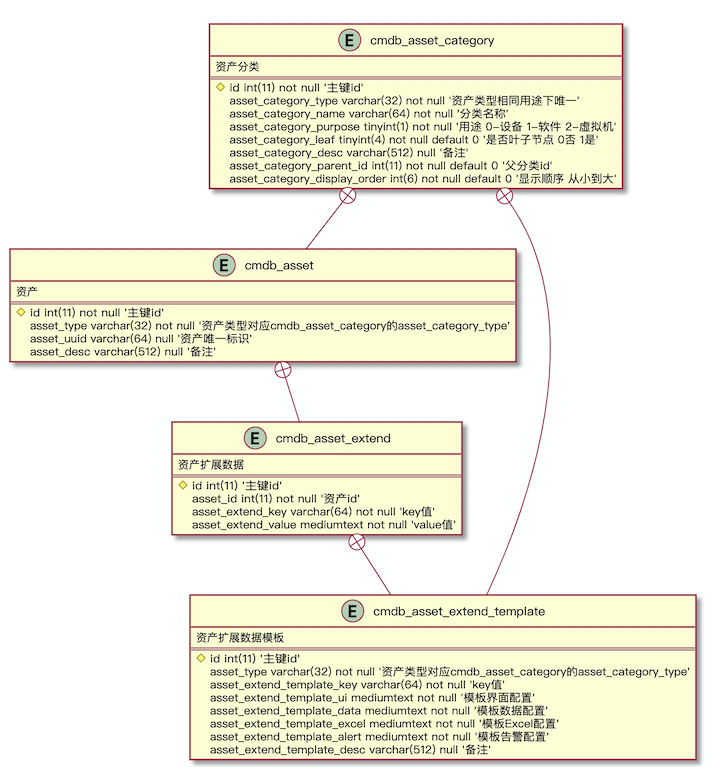 E cmdb_asset_category
资产分类
id int(11) not null '主键id'
asset_category_type varchar(32) not null '资产类型相同用途下唯一'
asset_category_name varchar(64) not null '分类名称'
asset_category_purpose tinyint(1) not null '用途 0-设备 1-软件 2-虚拟机'
asset_category_leaf tinyint(4) not null default 0 '是否叶子节点 0否 1是'
asset_category_desc varchar(512) null '备注'
asset_category_parent_id int(11) not null default 0 '父分类id'
asset_category_display_order int(6) not null default 0 '显示顺序 从小到大'
E cmdb_asset
资产
id int(11) not null '主键id'
asset_type varchar(32) not null '资产类型对应cmdb_asset_category的asset_category_type'
asset_uuid varchar(64) null '资产唯一标识'
asset_desc varchar(512) null '备注'
E cmdb_asset_extend
资产扩展数据
id int(11) '主键id'
asset_id int(11) not null '资产id'
asset_extend_key varchar(64) not null 'key值'
asset_extend_value mediumtext not null 'value值'
E cmdb_asset_extend_template
资产扩展数据模板
id int(11) '主键id'
asset_type varchar(32) not null '资产类型对应cmdb_asset_category的asset_category_type'
asset_extend_template_key varchar(64) not null 'key值'
asset_extend_template_ui mediumtext not null '模板界面配置'
asset_extend_template_data mediumtext not null '模板数据配置'
asset_extend_template_excel mediumtext not null '模板Excel配置'
asset_extend_template_alert mediumtext not null '模板告警配置'
asset_extend_template_desc varchar(512) null '备注'